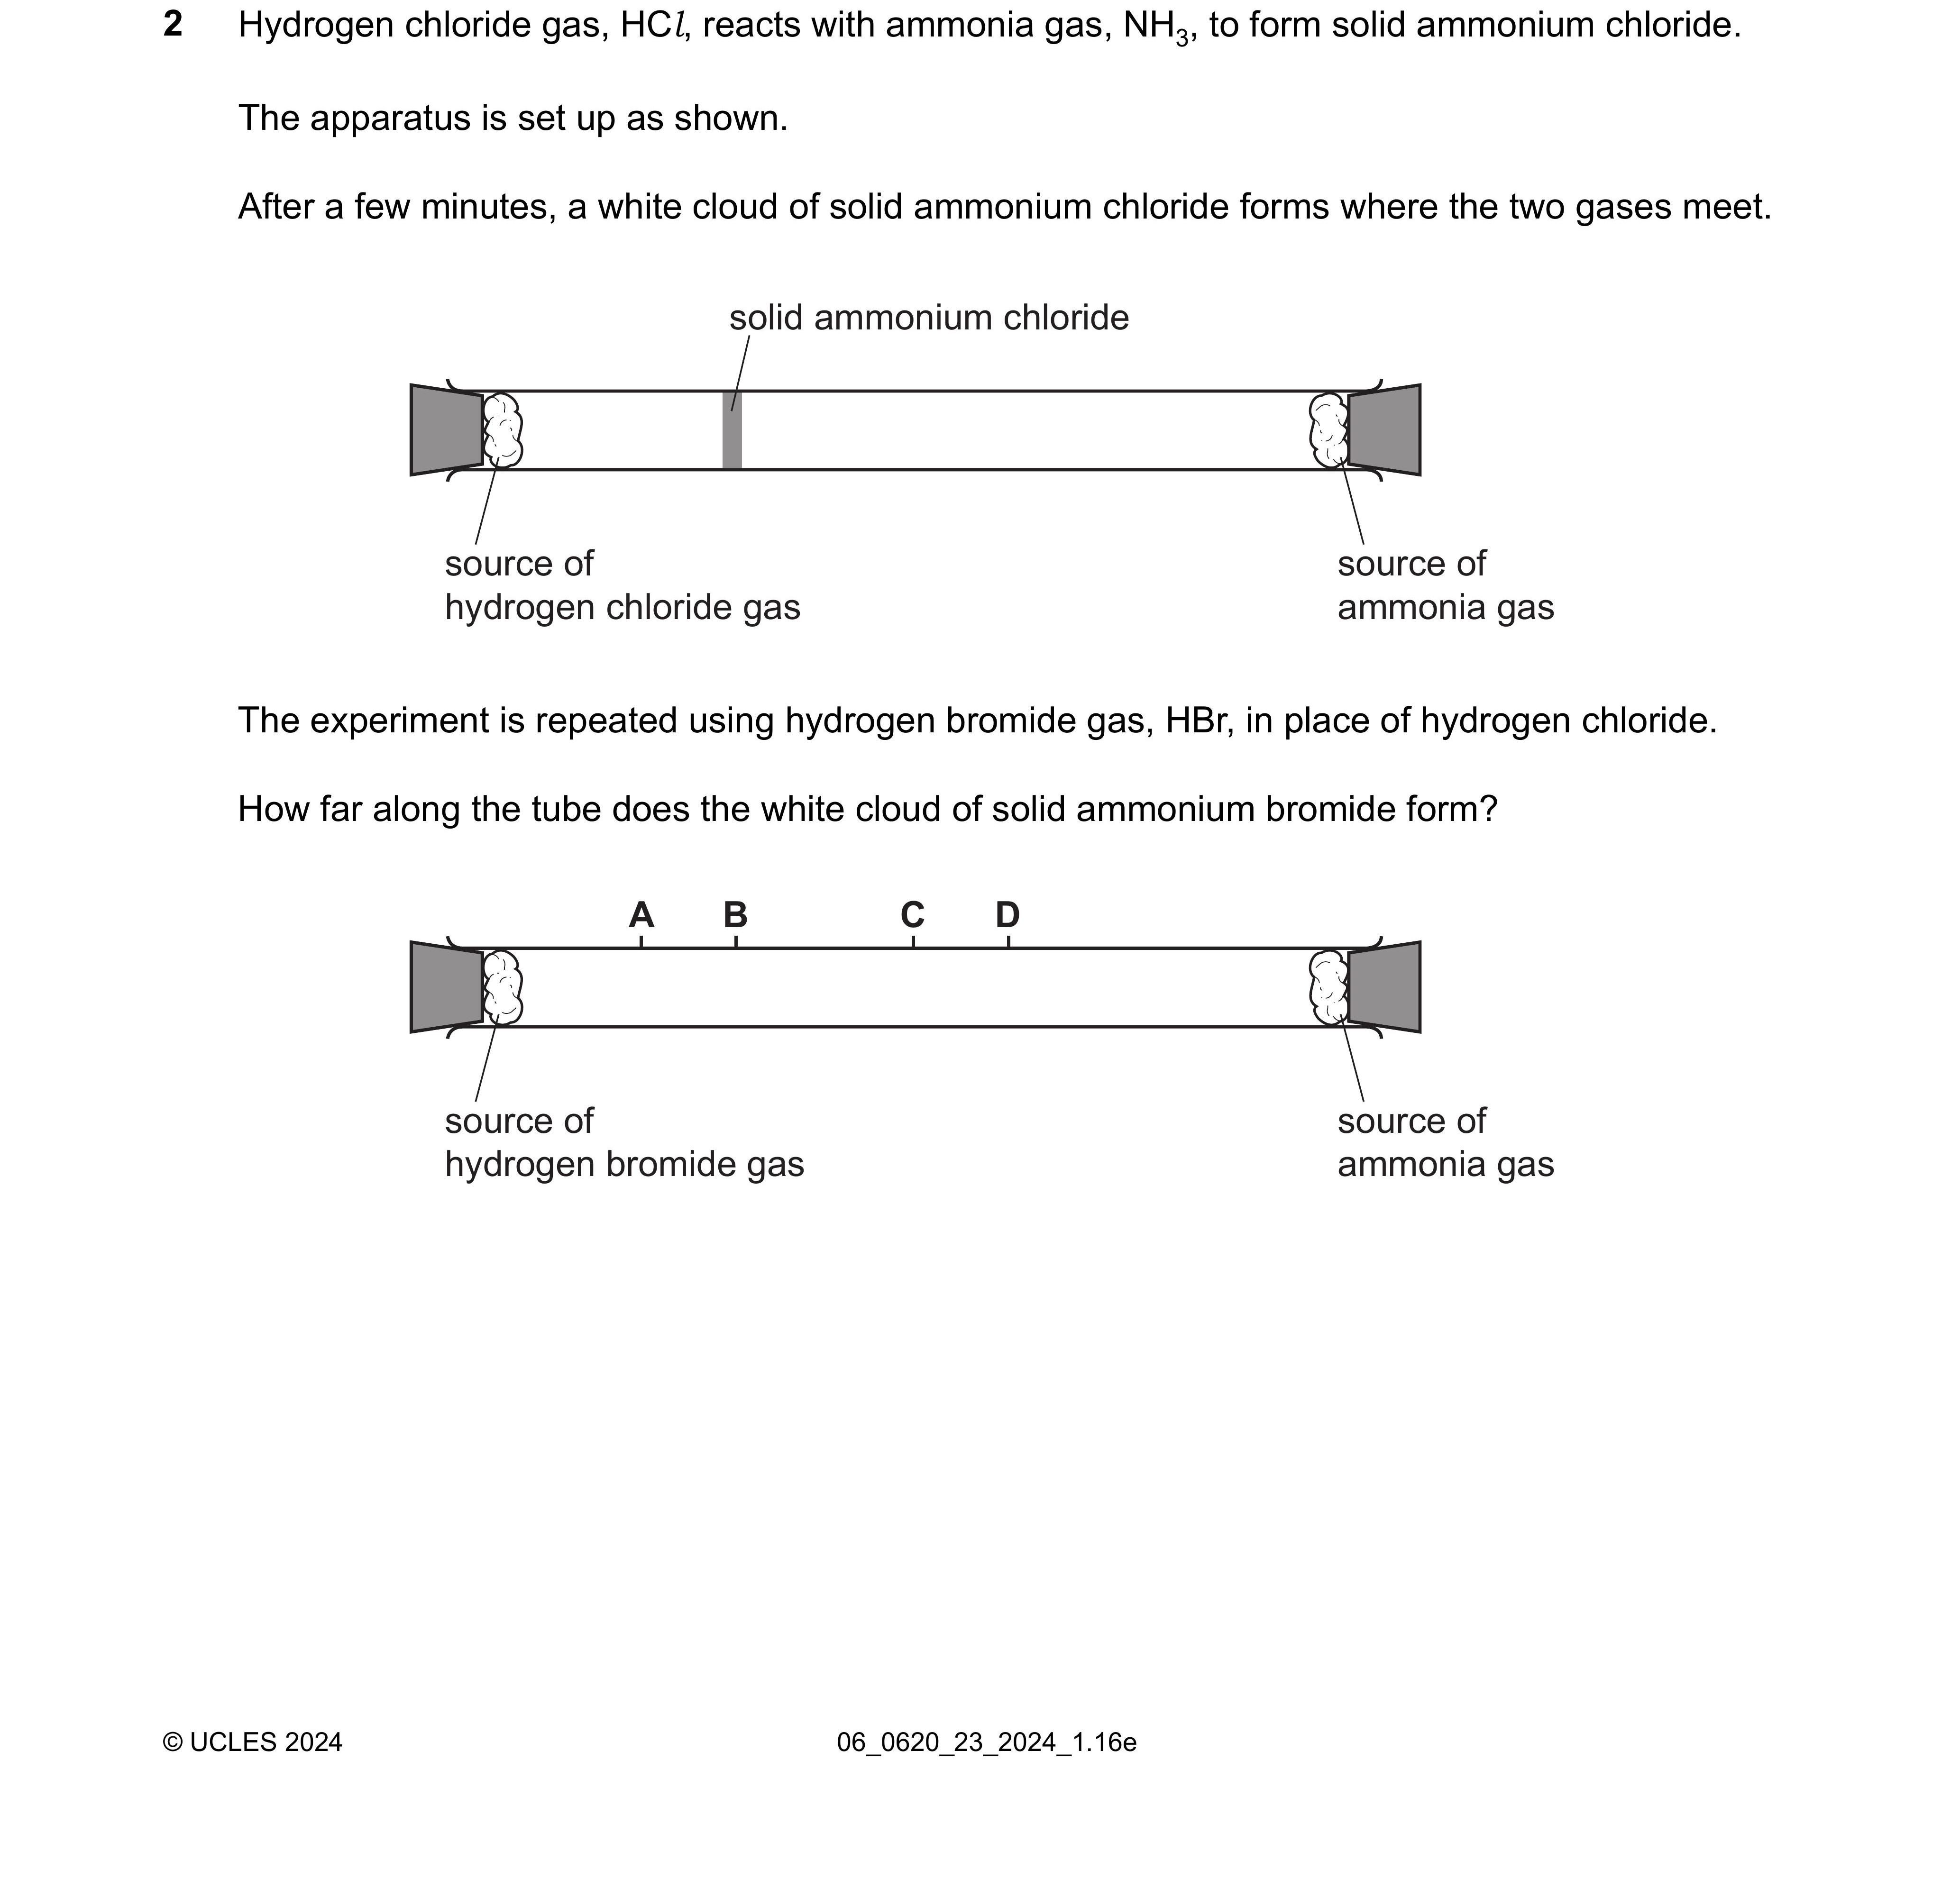 2 Hydrogen chloride gas, HCl, reacts with ammonia gas, NH3, to form solid ammonium chloride.
The apparatus is set up as shown.
After a few minutes, a white cloud of solid ammonium chloride forms where the two gases meet.
solid ammonium chloride
source of
hydrogen chloride gas
source of
ammonia gas
The experiment is repeated using hydrogen bromide gas, HBr, in place of hydrogen chloride.
How far along the tube does the white cloud of solid ammonium bromide form?
A B C D
source of
hydrogen bromide gas
source of
ammonia gas
© UCLES 2024 06_0620_23_2024_1.16e